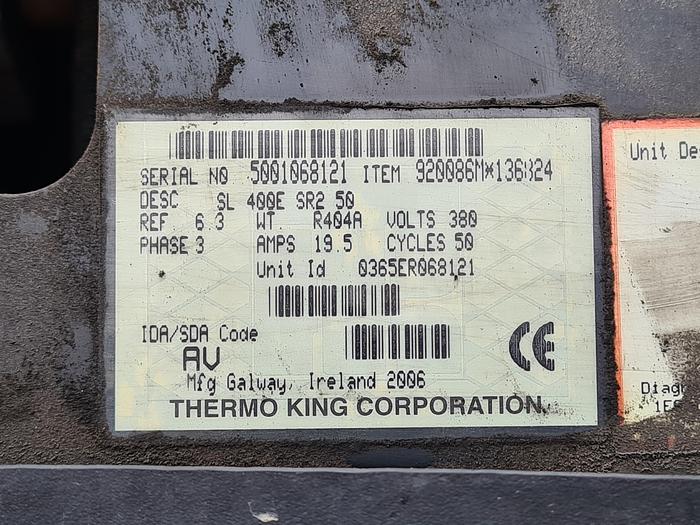 SERIAL NO 5001068121 ITEM 920086M*136324
DESC SL 400E SR2 50
REF 6 3 WT. R404A VOLTS 380
PHASE 3 AMPS 19.5 CYCLES 50
Unit Id 0365ER068121
IDA/SDA Code
AV
CE
Mfg Galway, Ireland 2006
THERMO KING CORPORATION.
Unit De
Diag